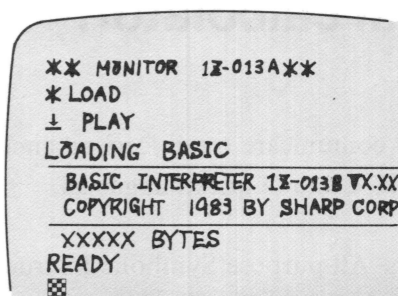 ** MONITOR 1Z-013A**
* LOAD
⤓ PLAY
LOADING BASIC
BASIC INTERPRETER 1Z-013B VX.XX
COPYRIGHT 1983 BY SHARP CORP
XXXXX BYTES
READY